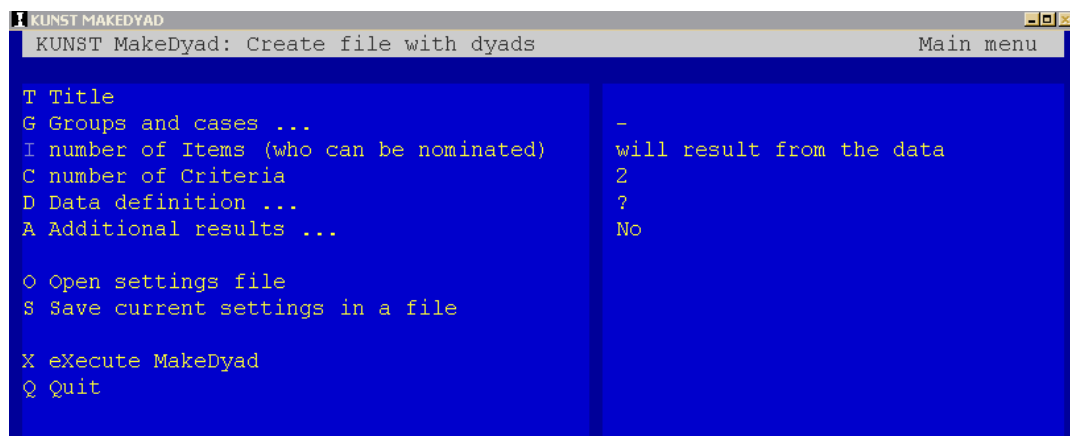 KUNST MAKEDYAD
KUNST MakeDyad: Create file with dyads Main menu
T Title
G Groups and cases ... -
I number of Items (who can be nominated) will result from the data
C number of Criteria 2
D Data definition ... ?
A Additional results ... No
O Open settings file
S Save current settings in a file
X eXecute MakeDyad
Q Quit